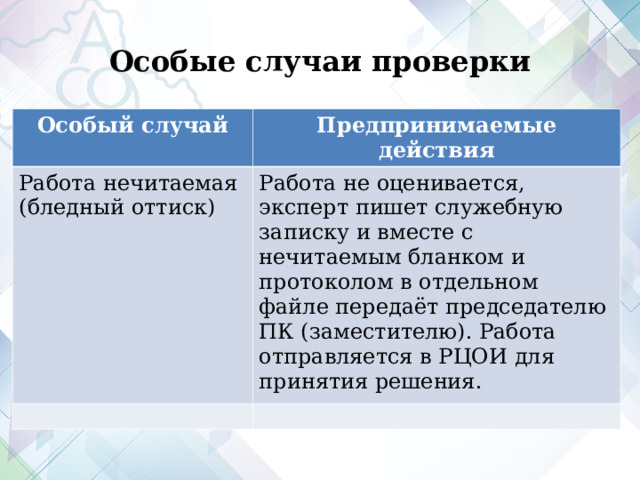 Особые случаи проверки
Особый случай
Предпринимаемые
действия
Работа нечитаемая
(бледный оттиск)
Работа не оценивается,
эксперт пишет служебную
записку и вместе с
нечитаемым бланком и
протоколом в отдельном
файле передаёт председателю
ПК (заместителю). Работа
отправляется в РЦОИ для
принятия решения.